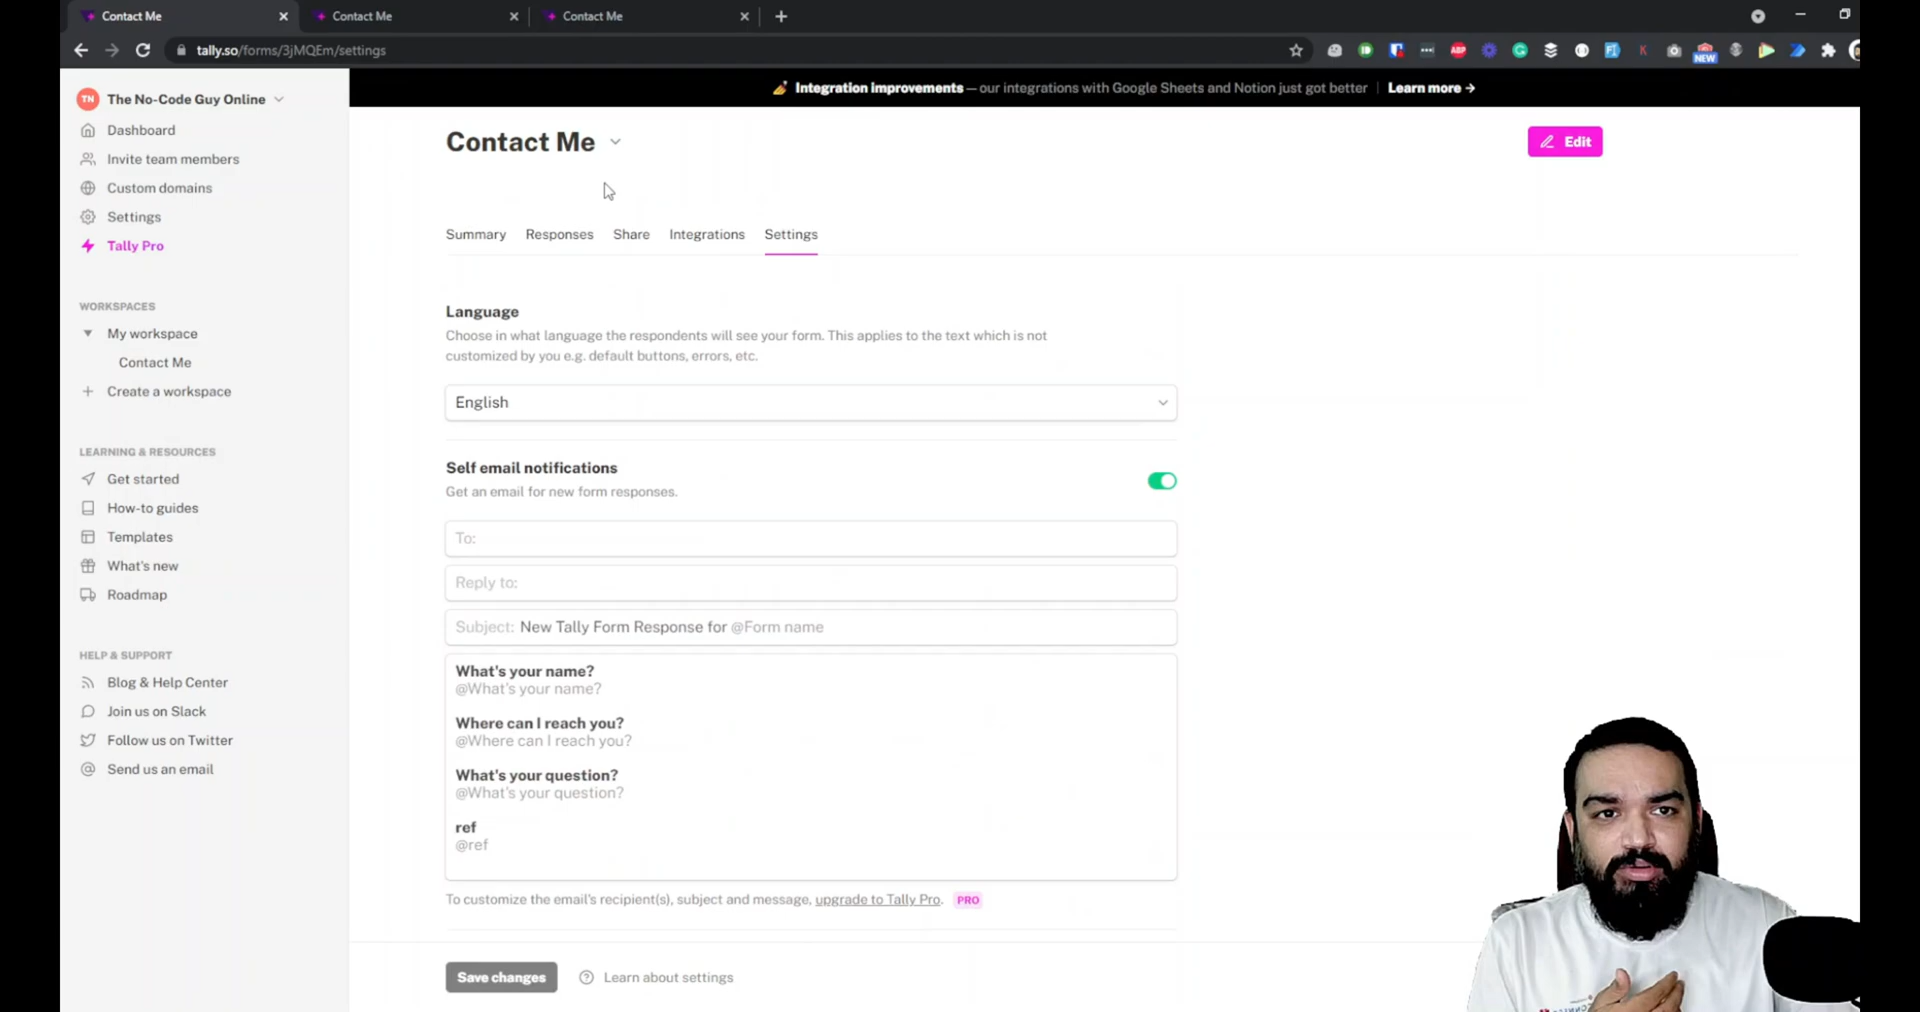 Contact Me
Contact Me
Contact Me
tally.so/forms/3jMQEm/settings
ABP
NEW
TN
The No-Code Guy Online
Dashboard
Invite team members
Custom domains
Settings
Tally Pro
WORKSPACES
My workspace
Contact Me
Create a workspace
LEARNING & RESOURCES
Get started
How-to guides
Templates
What's new
Roadmap
HELP & SUPPORT
Blog & Help Center
Join us on Slack
Follow us on Twitter
Send us an email
Integration improvements — our integrations with Google Sheets and Notion just got better
Learn more →
Contact Me
Edit
Summary
Responses
Share
Integrations
Settings
Language
Choose in what language the respondents will see your form. This applies to the text which is not
customized by you e.g. default buttons, errors, etc.
English
Self email notifications
Get an email for new form responses.
To:
Reply to:
Subject: New Tally Form Response for @Form name
What's your name?
@What's your name?
Where can I reach you?
@Where can I reach you?
What's your question?
@What's your question?
ref
@ref
To customize the email's recipient(s), subject and message, upgrade to Tally Pro. PRO
Save changes
Learn about settings